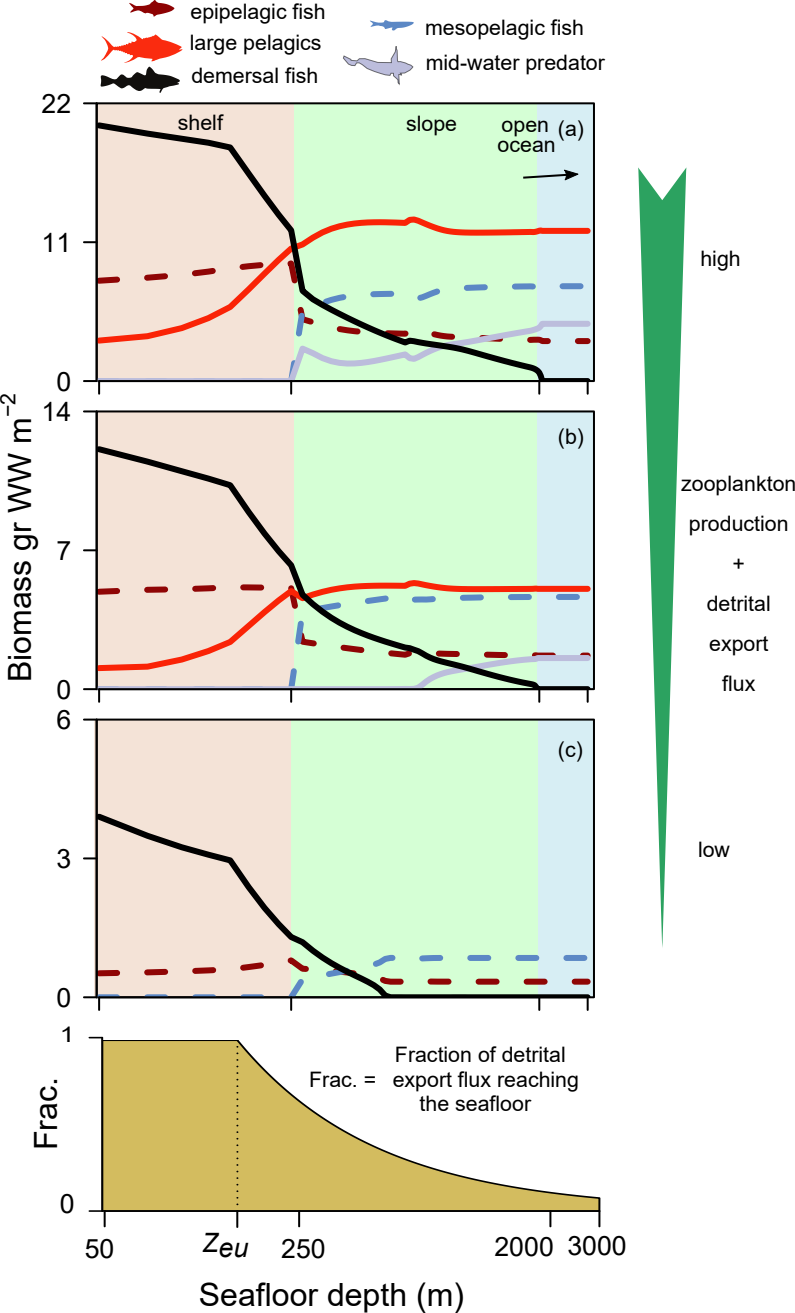 epipelagic fish
large pelagics
demersal fish
mesopelagic fish
mid-water predator
22
11
0
shelf
slope
open
ocean
(a)
14
7
0
(b)
6
3
0
(c)
Biomass gr WW m⁻²
high
zooplankton
production
+
detrital
export
flux
low
1
0
Frac.
Frac. =
Fraction of detrital
export flux reaching
the seafloor
50
Zeu
250
2000
3000
Seafloor depth (m)